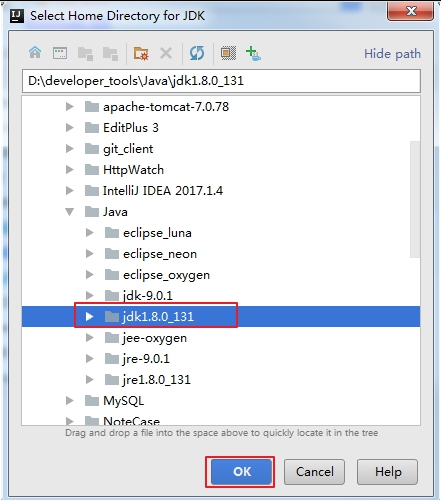 Select Home Directory for JDK
Hide path
D:\developer_tools\Java\jdk1.8.0_131
apache-tomcat-7.0.78
EditPlus 3
git_client
HttpWatch
IntelliJ IDEA 2017.1.4
Java
eclipse_luna
eclipse_neon
eclipse_oxygen
jdk-9.0.1
jdk1.8.0_131
jee-oxygen
jre-9.0.1
jre1.8.0_131
MySQL
NoteCase
Drag and drop a file into the space above to quickly locate it in the tree
OK
Cancel
Help